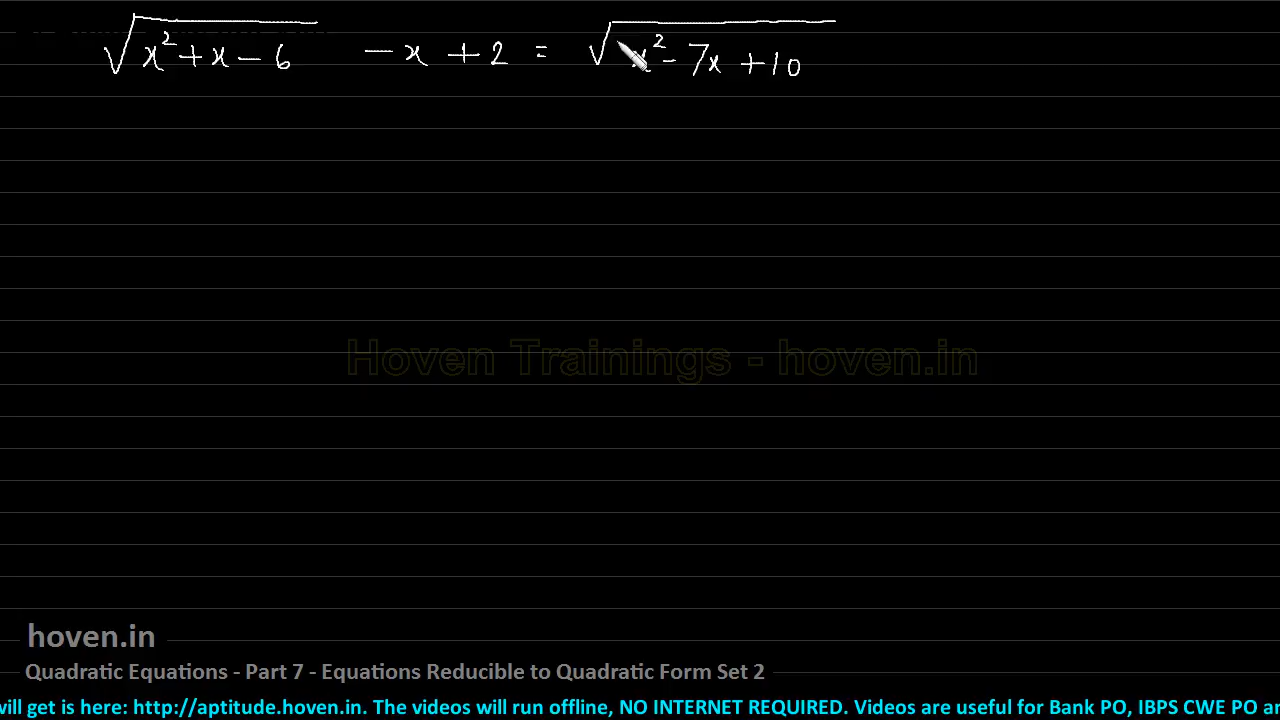 √(x²+x-6) - x + 2 = √(x²-7x+10)
Hoven Trainings - hoven.in
hoven.in
Quadratic Equations - Part 7 - Equations Reducible to Quadratic Form Set 2
will get is here: http://aptitude.hoven.in. The videos will run offline, NO INTERNET REQUIRED. Videos are useful for Bank PO, IBPS CWE PO